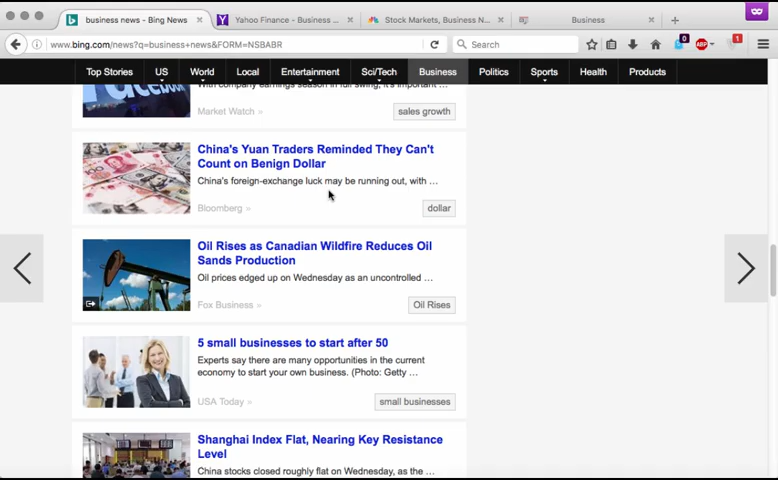 business news - Bing News
Yahoo Finance - Business ...
Stock Markets, Business N...
Business
www.bing.com/news?q=business+news&FORM=NSBABR
Search
0
ABP
1
Top Stories US World Local Entertainment Sci/Tech Business Politics Sports Health Products
Market Watch »
sales growth
China's Yuan Traders Reminded They Can't
Count on Benign Dollar
China's foreign-exchange luck may be running out, with ...
Bloomberg »
dollar
Oil Rises as Canadian Wildfire Reduces Oil
Sands Production
Oil prices edged up on Wednesday as an uncontrolled ...
Fox Business »
Oil Rises
5 small businesses to start after 50
Experts say there are many opportunities in the current
economy to start your own business. (Photo: Getty ...
USA Today »
small businesses
Shanghai Index Flat, Nearing Key Resistance
Level
China stocks closed roughly flat on Wednesday, as the ...